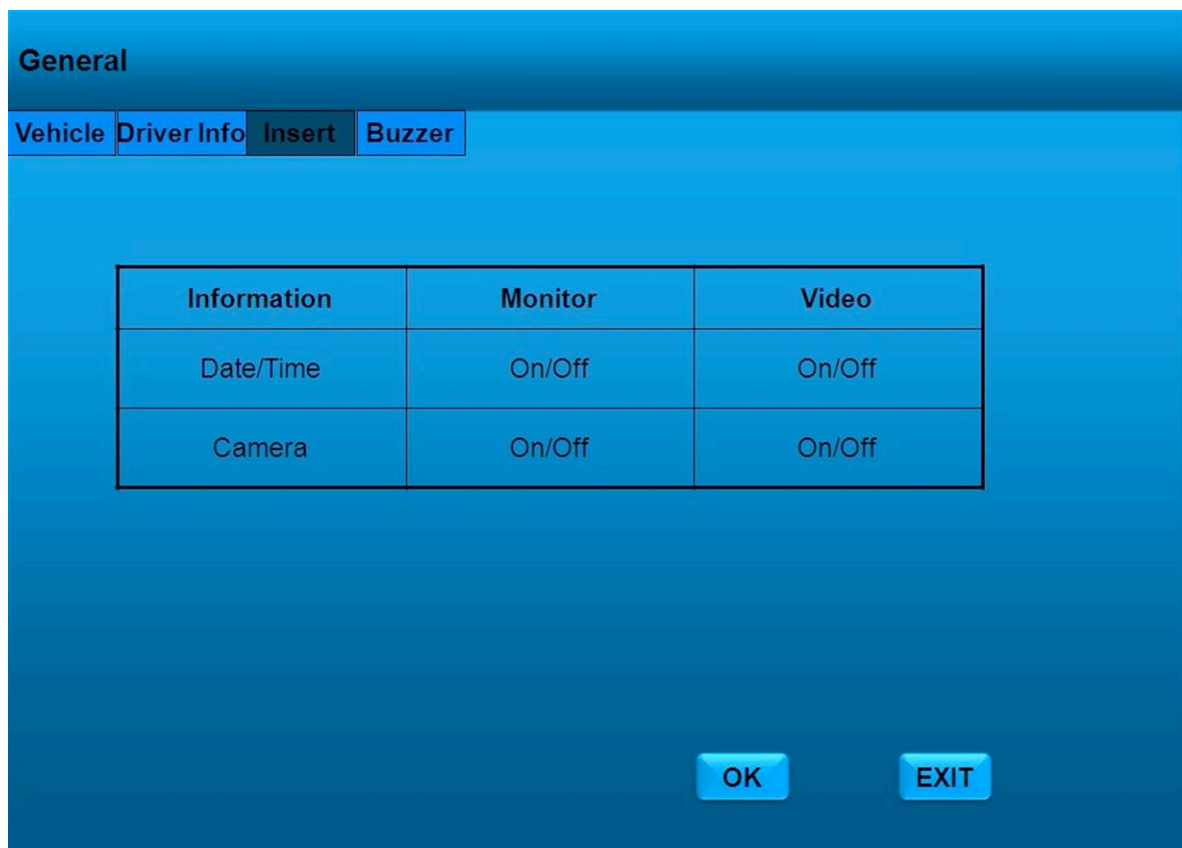 General
Vehicle Driver Info Insert Buzzer
Information Monitor Video
Date/Time On/Off On/Off
Camera On/Off On/Off
OK EXIT